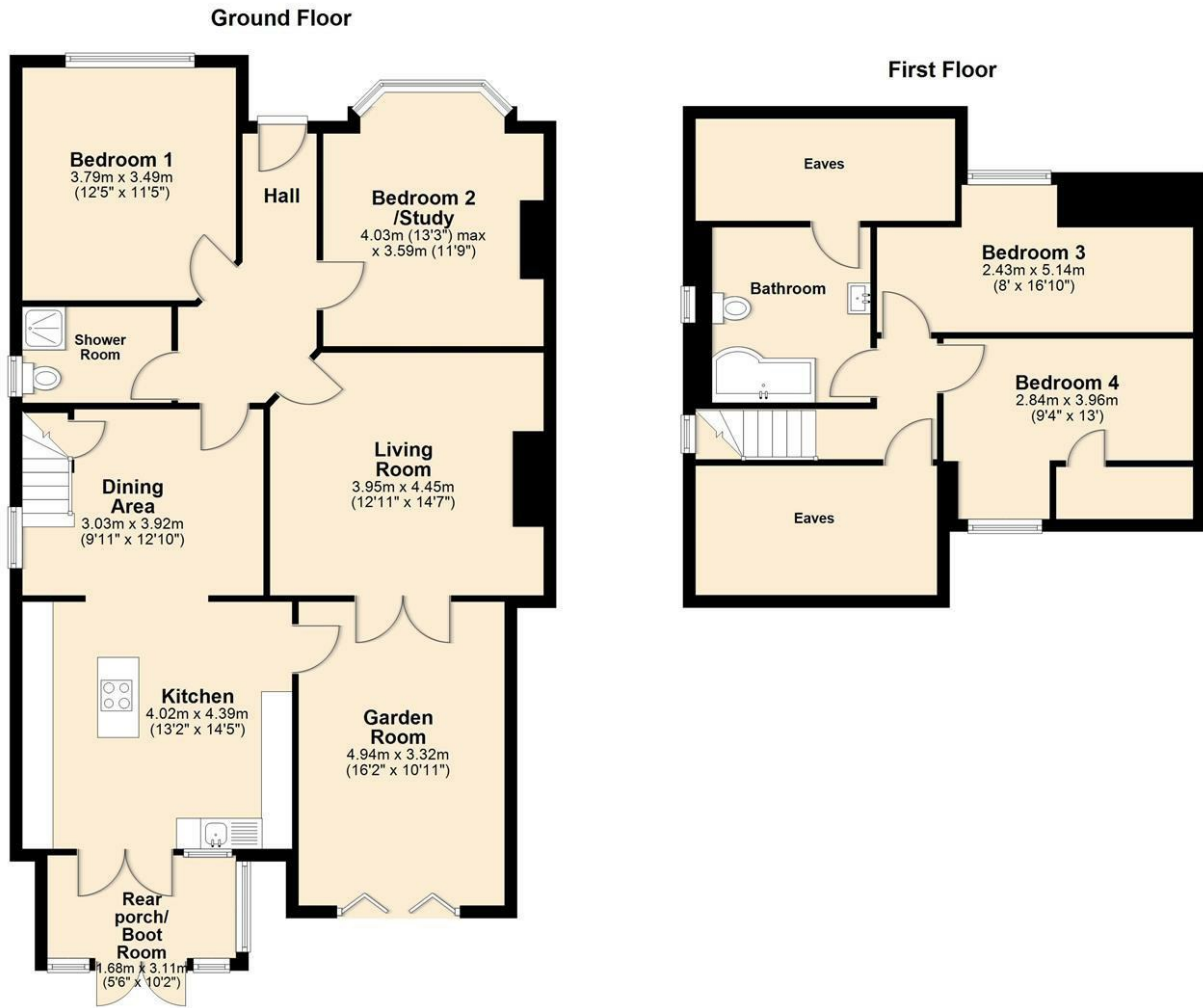 Ground Floor
Bedroom 1
3.79m x 3.49m
(12'5" x 11'5")
Hall
Bedroom 2
/Study
4.03m (13'3") max
x 3.59m (11'9")
Shower
Room
Living
Room
3.95m x 4.45m
(12'11" x 14'7")
Dining
Area
3.03m x 3.92m
(9'11" x 12'10")
Kitchen
4.02m x 4.39m
(13'2" x 14'5")
Garden
Room
4.94m x 3.32m
(16'2" x 10'11")
Rear
porch/
Boot
Room
1.68m x 3.11m
(5'6" x 10'2")
First Floor
Eaves
Bedroom 3
2.43m x 5.14m
(8' x 16'10")
Bathroom
Bedroom 4
2.84m x 3.96m
(9'4" x 13')
Eaves